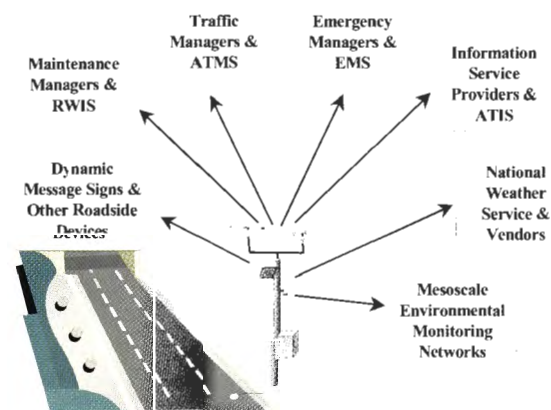 Traffic
Managers &
ATMS
Emergency
Managers &
EMS
Maintenance
Managers &
RWIS
Information
Service
Providers &
ATIS
Dynamic
Message Signs &
Other Roadside
Devices
National
Weather
Service &
Vendors
Mesoscale
Environmental
Monitoring
Networks